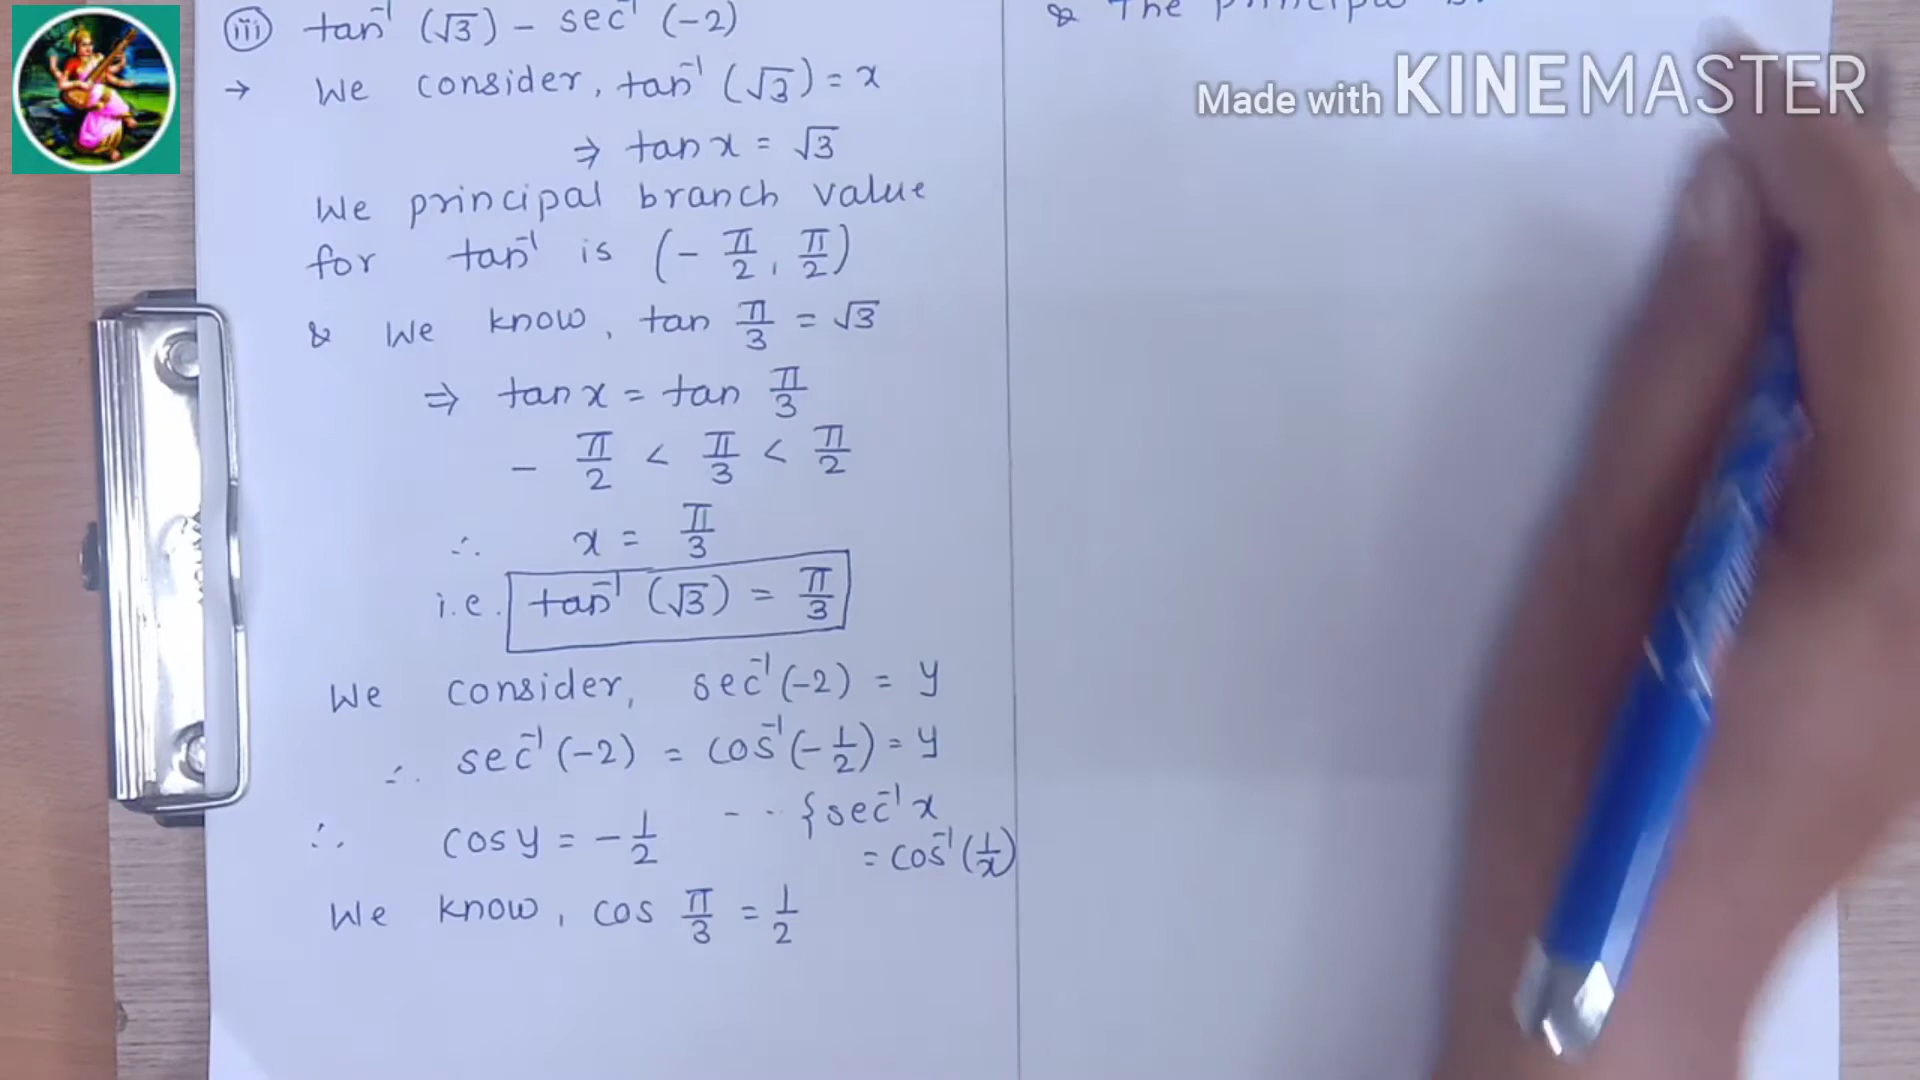 (iii) tan⁻¹ (√3) - sec⁻¹ (-2)
→ We consider, tan⁻¹ (√3) = x
⇒ tan x = √3
We principal branch value
for tan⁻¹ is (-π/2, π/2)
& We know, tan π/3 = √3
⇒ tan x = tan π/3
- π/2 < π/3 < π/2
∴ x = π/3
i.e. tan⁻¹ (√3) = π/3
We consider, sec⁻¹ (-2) = y
∴ sec⁻¹ (-2) = cos⁻¹ (-1/2) = y
∴ cos y = -1/2 - -- {sec⁻¹ x
= cos⁻¹ (1/x)
We know, cos π/3 = 1/2
& The
Made with KINEMASTER